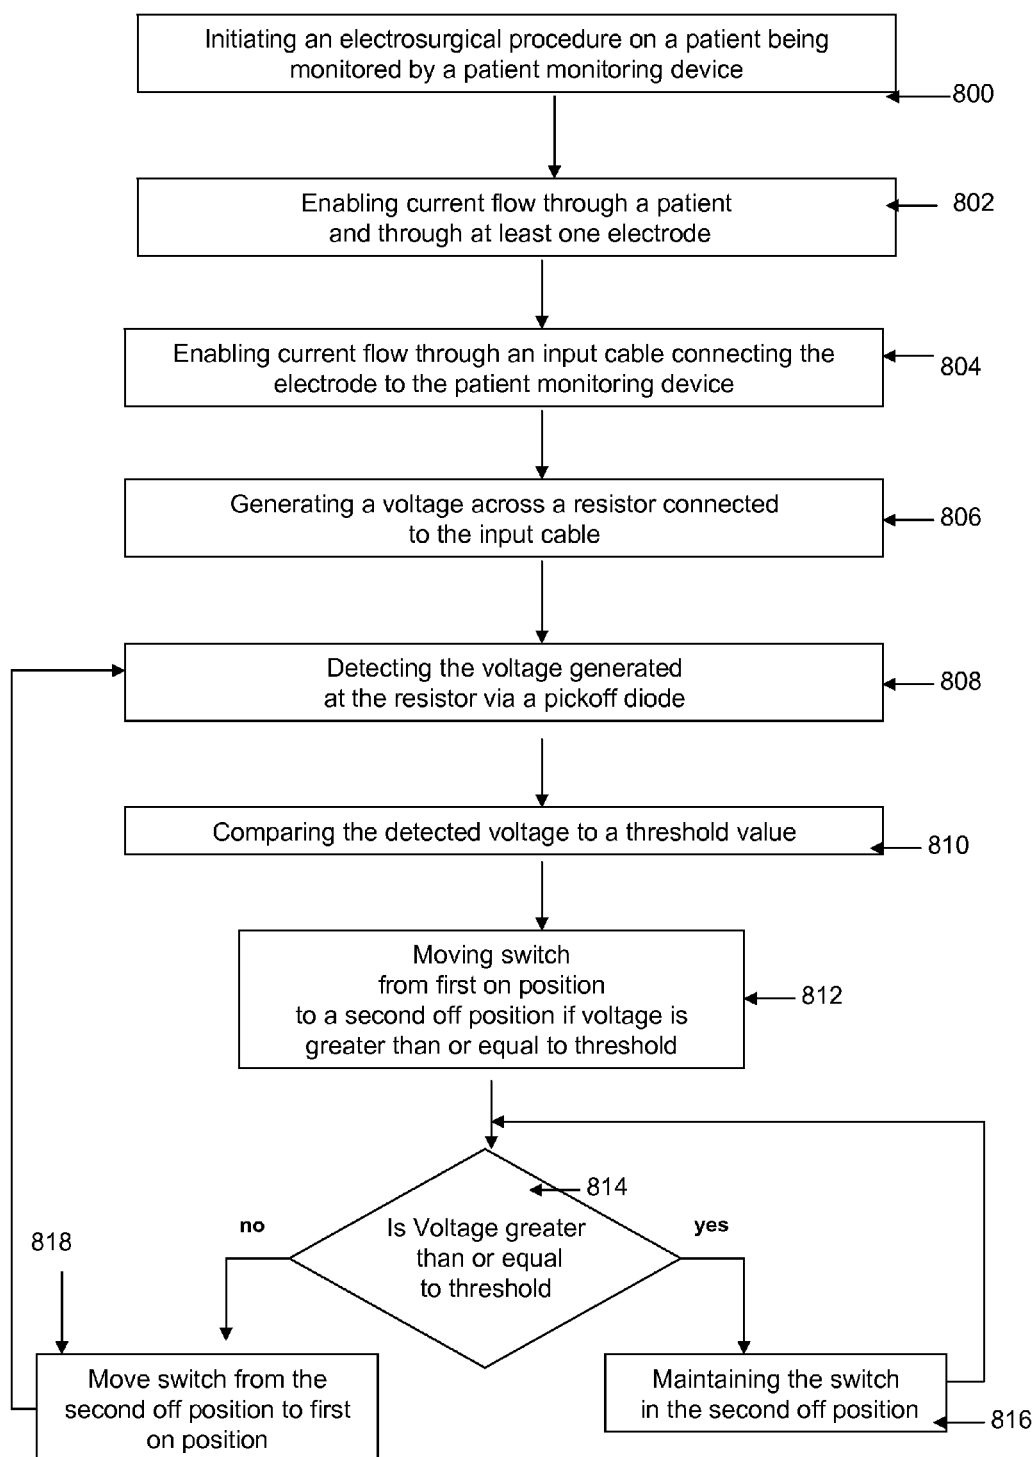 Initiating an electrosurgical procedure on a patient being
monitored by a patient monitoring device
800
Enabling current flow through a patient
and through at least one electrode
802
Enabling current flow through an input cable connecting the
electrode to the patient monitoring device
804
Generating a voltage across a resistor connected
to the input cable
806
Detecting the voltage generated
at the resistor via a pickoff diode
808
Comparing the detected voltage to a threshold value
810
Moving switch
from first on position
to a second off position if voltage is
greater than or equal to threshold
812
814
Is Voltage greater
than or equal
to threshold
no
yes
818
Move switch from the
second off position to first
on position
Maintaining the switch
in the second off position
816